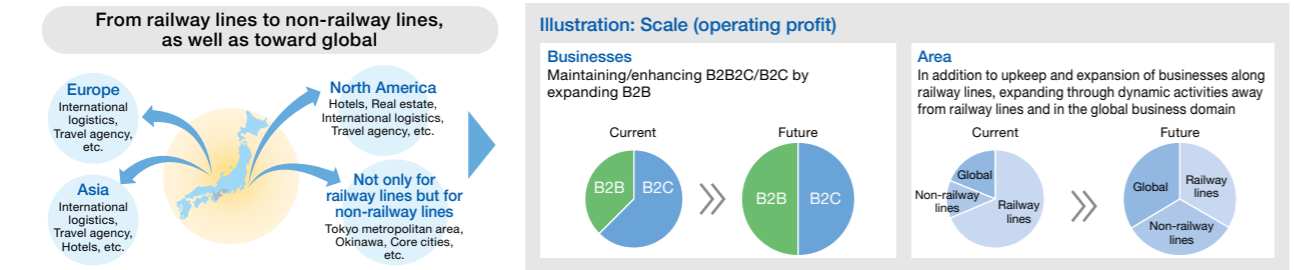 From railway lines to non-railway lines,
as well as toward global
Europe
International
logistics,
Travel agency,
etc.
North America
Hotels, Real estate,
International logistics,
Travel agency, etc.
Asia
International
logistics,
Travel agency,
Hotels, etc.
Not only for
railway lines but for
non-railway lines
Tokyo metropolitan area,
Okinawa, Core cities,
etc.
Illustration: Scale (operating profit)
Businesses
Maintaining/enhancing B2B2C/B2C by
expanding B2B
Current
B2B
B2C
Future
B2B
B2C
Area
In addition to upkeep and expansion of businesses along
railway lines, expanding through dynamic activities away
from railway lines and in the global business domain
Current
Global
Non-railway
lines
Railway
lines
Future
Global
Railway
lines
Non-railway
lines